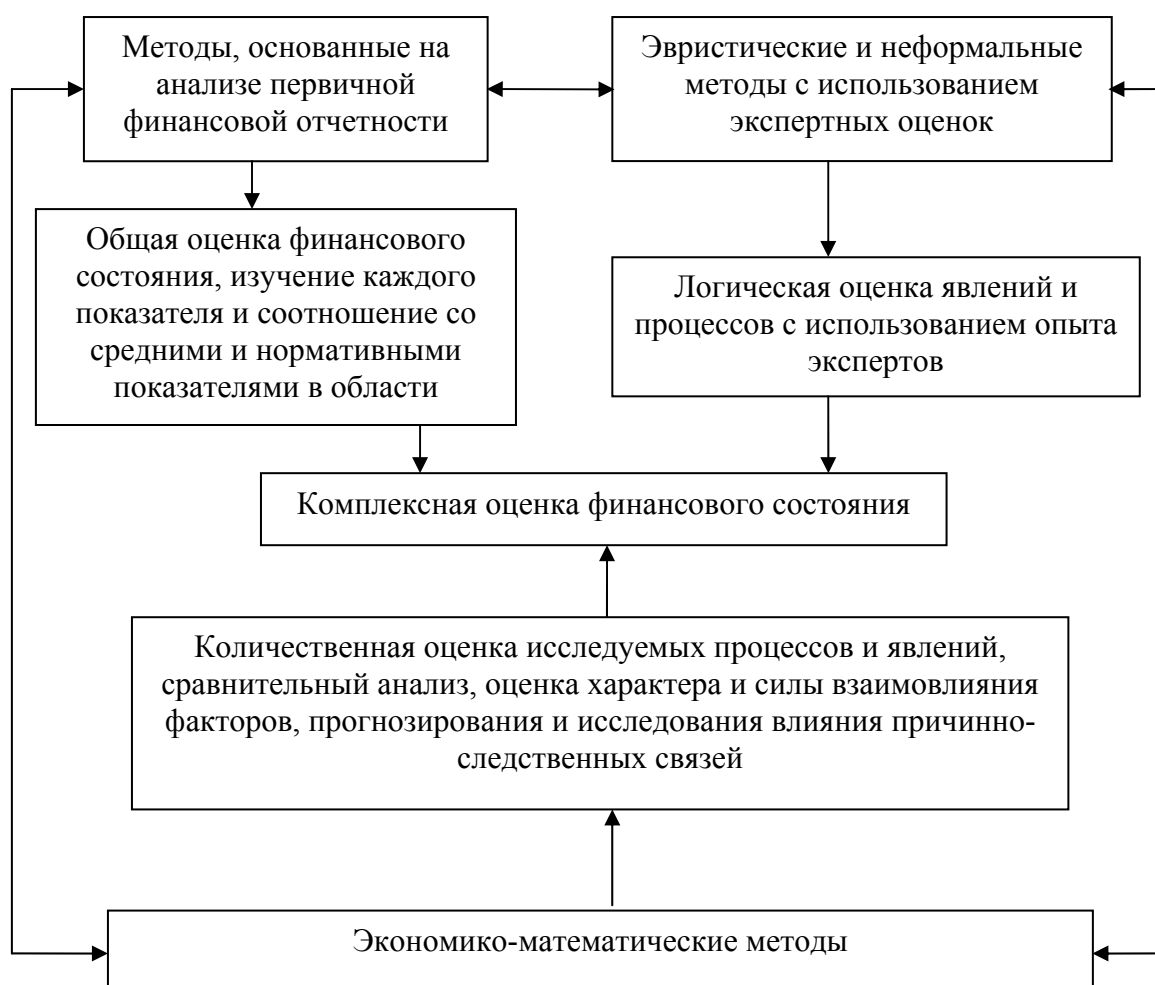 Методы, основанные на
анализе первичной
финансовой отчетности
Эвристические и неформальные
методы с использованием
экспертных оценок
Общая оценка финансового
состояния, изучение каждого
показателя и соотношение со
средними и нормативными
показателями в области
Логическая оценка явлений и
процессов с использованием опыта
экспертов
Комплексная оценка финансового состояния
Количественная оценка исследуемых процессов и явлений,
сравнительный анализ, оценка характера и силы взаимовлияния
факторов, прогнозирования и исследования влияния причинно-
следственных связей
Экономико-математические методы